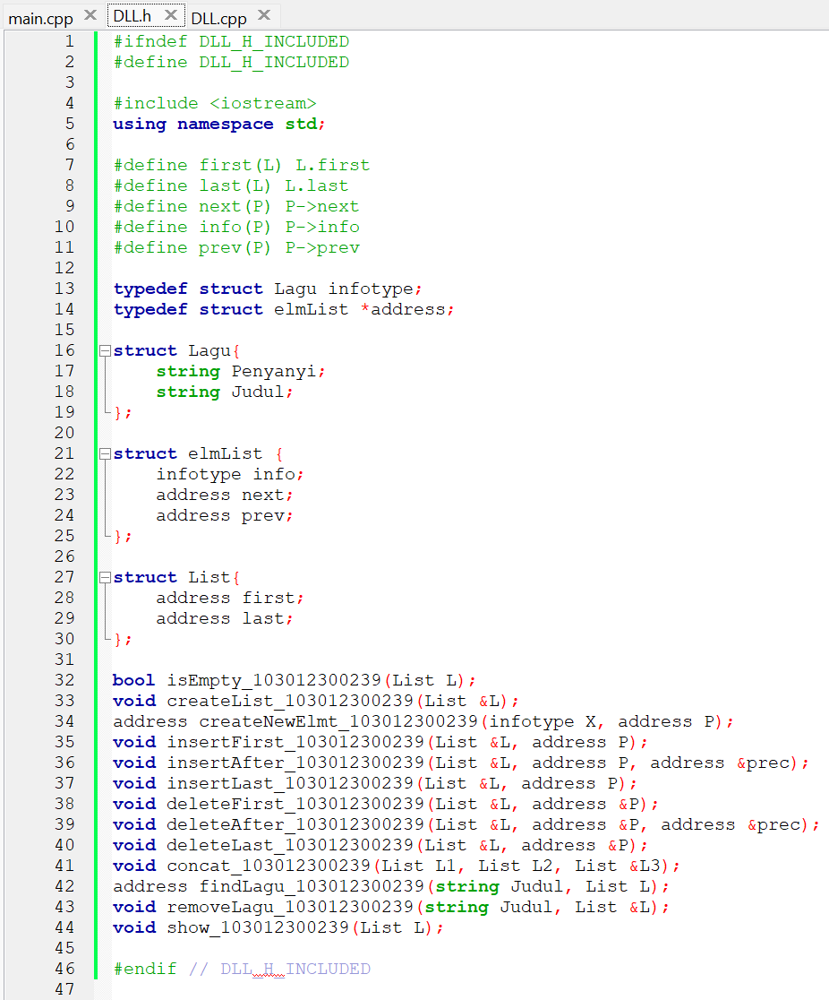 main.cpp × DLL.h × DLL.cpp ×
1 #ifndef DLL_H_INCLUDED
2 #define DLL_H_INCLUDED
3
4 #include <iostream>
5 using namespace std;
6
7 #define first(L) L.first
8 #define last(L) L.last
9 #define next(P) P->next
10 #define info(P) P->info
11 #define prev(P) P->prev
12
13 typedef struct Lagu infotype;
14 typedef struct elmList *address;
15
16 struct Lagu{
17     string Penyanyi;
18     string Judul;
19 };
20
21 struct elmList {
22     infotype info;
23     address next;
24     address prev;
25 };
26
27 struct List{
28     address first;
29     address last;
30 };
31
32 bool isEmpty_103012300239(List L);
33 void createList_103012300239(List &L);
34 address createNewElmt_103012300239(infotype X, address P);
35 void insertFirst_103012300239(List &L, address P);
36 void insertAfter_103012300239(List &L, address P, address &prec);
37 void insertLast_103012300239(List &L, address P);
38 void deleteFirst_103012300239(List &L, address &P);
39 void deleteAfter_103012300239(List &L, address &P, address &prec);
40 void deleteLast_103012300239(List &L, address &P);
41 void concat_103012300239(List L1, List L2, List &L3);
42 address findLagu_103012300239(string Judul, List L);
43 void removeLagu_103012300239(string Judul, List &L);
44 void show_103012300239(List L);
45
46 #endif // DLL_H_INCLUDED
47